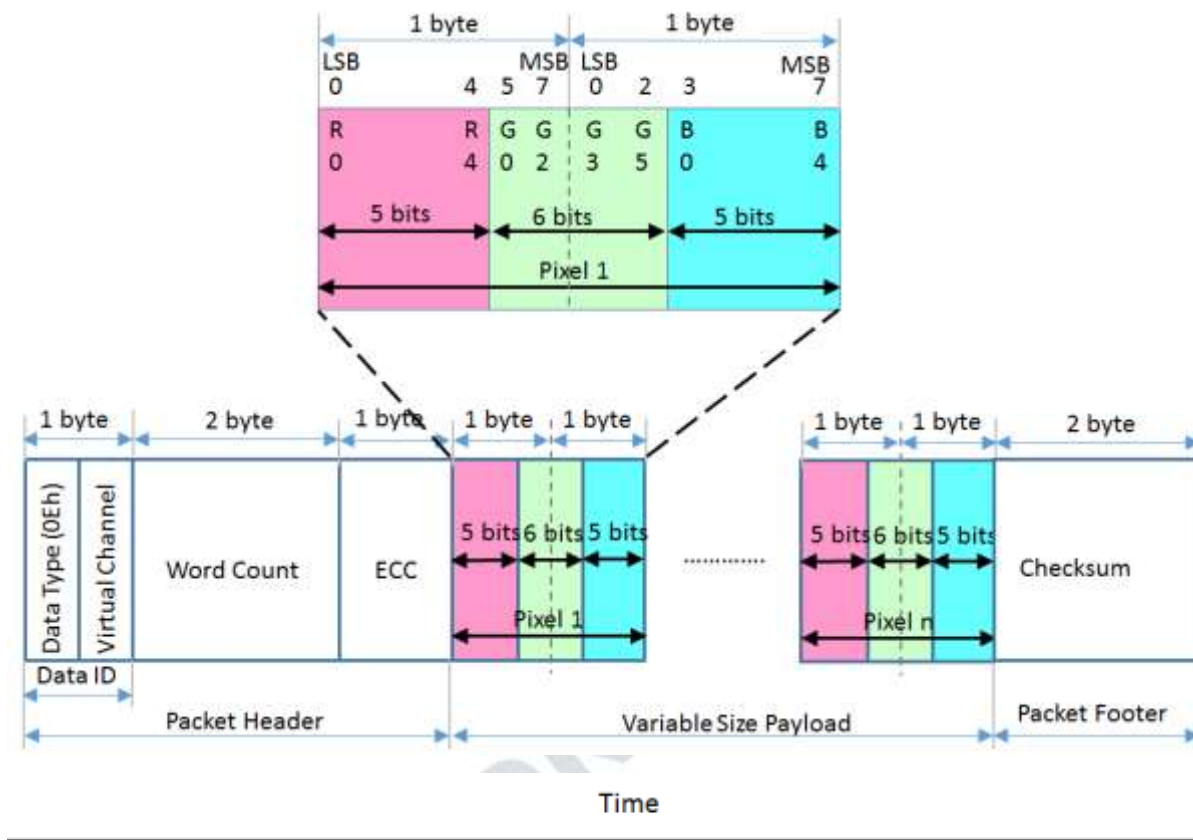 1 byte 1 byte
LSB MSB LSB MSB
0 4 5 7 0 2 3 7
R R G G G G B B
0 4 0 2 3 5 0 4
5 bits 6 bits 5 bits
Pixel 1
1 byte 2 byte 1 byte 1 byte 1 byte 1 byte 1 byte 2 byte
Data Type (0Eh)
Virtual Channel
Word Count
ECC
5 bits 6 bits 5 bits
Pixel 1
............
5 bits 6 bits 5 bits
Pixel n
Checksum
Data ID
Packet Header
Variable Size Payload
Packet Footer
Time